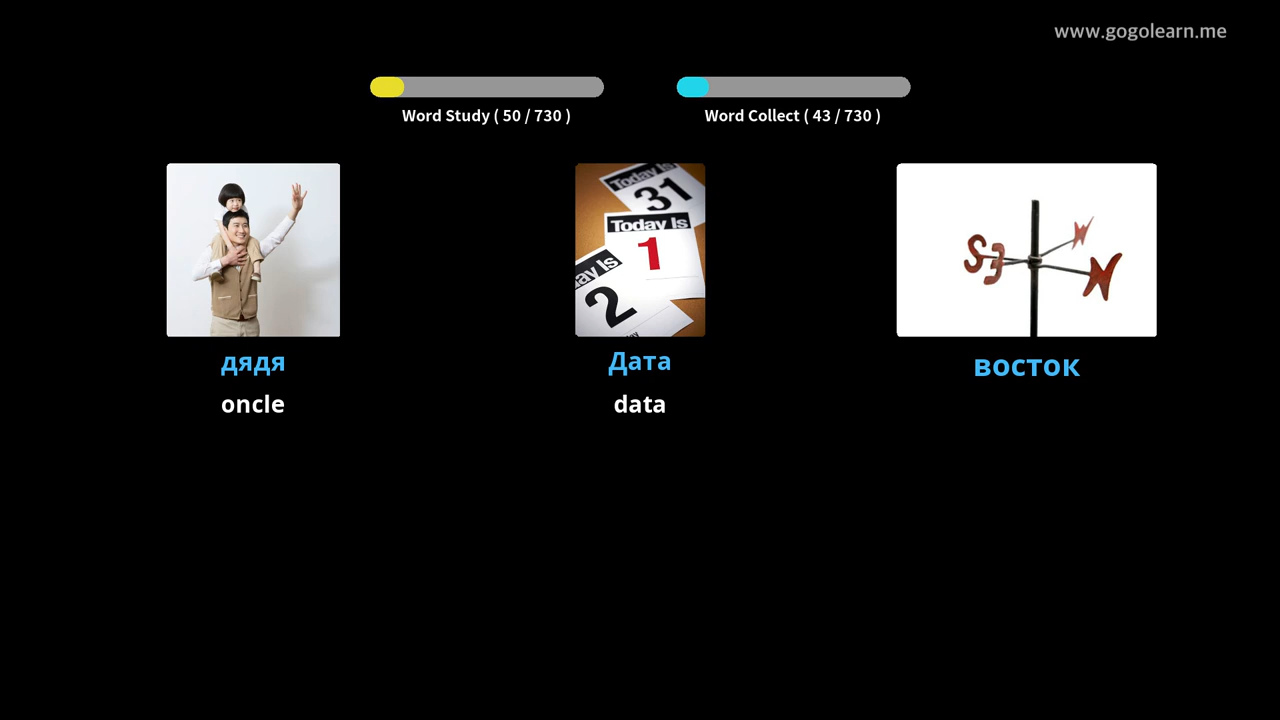 www.gogolearn.me
Word Study ( 50 / 730 )
Word Collect ( 43 / 730 )
Today Is
31
Today Is
1
ay Is
2
S
N
дядя
Дата
восток
oncle
data